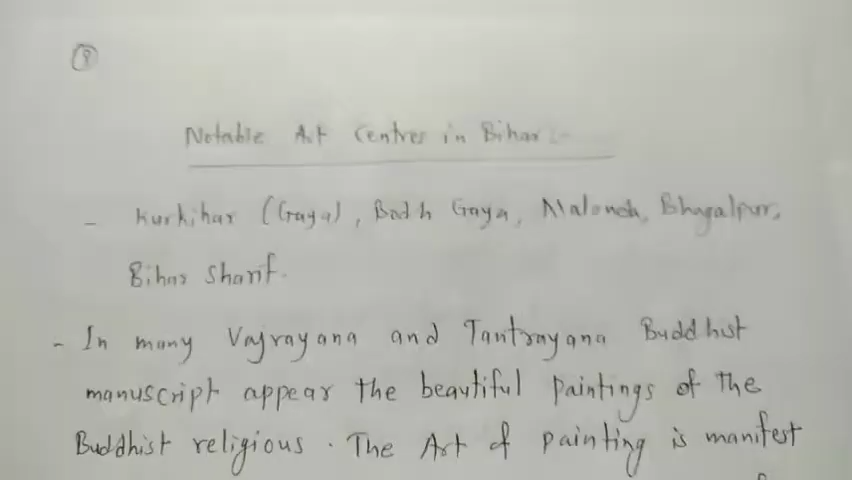 8
Notable Art Centres in Bihar :-
- Kurkihar (Gaya), Bodh Gaya, Nalonda, Bhagalpur,
Bihar Sharif.
- In many Vajrayana and Tantrayana Buddhist
manuscript appear the beautiful paintings of the
Buddhist religious. The Art of painting is manifest